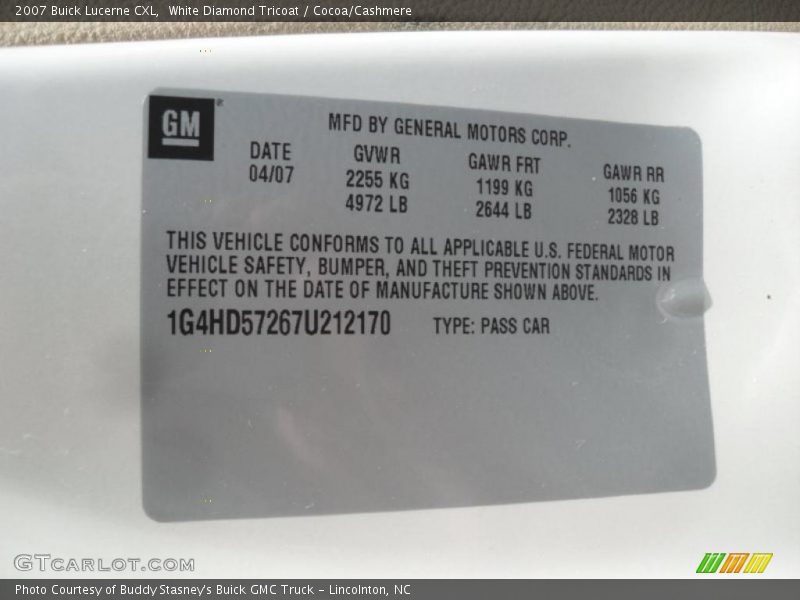 2007 Buick Lucerne CXL, White Diamond Tricoat / Cocoa/Cashmere
GM
MFD BY GENERAL MOTORS CORP.
DATE GVWR GAWR FRT GAWR RR
04/07 2255 KG 1199 KG 1056 KG
4972 LB 2644 LB 2328 LB
THIS VEHICLE CONFORMS TO ALL APPLICABLE U.S. FEDERAL MOTOR
VEHICLE SAFETY, BUMPER, AND THEFT PREVENTION STANDARDS IN
EFFECT ON THE DATE OF MANUFACTURE SHOWN ABOVE.
1G4HD57267U212170 TYPE: PASS CAR
GTCARLOT.COM
Photo Courtesy of Buddy Stasney's Buick GMC Truck - Lincolnton, NC